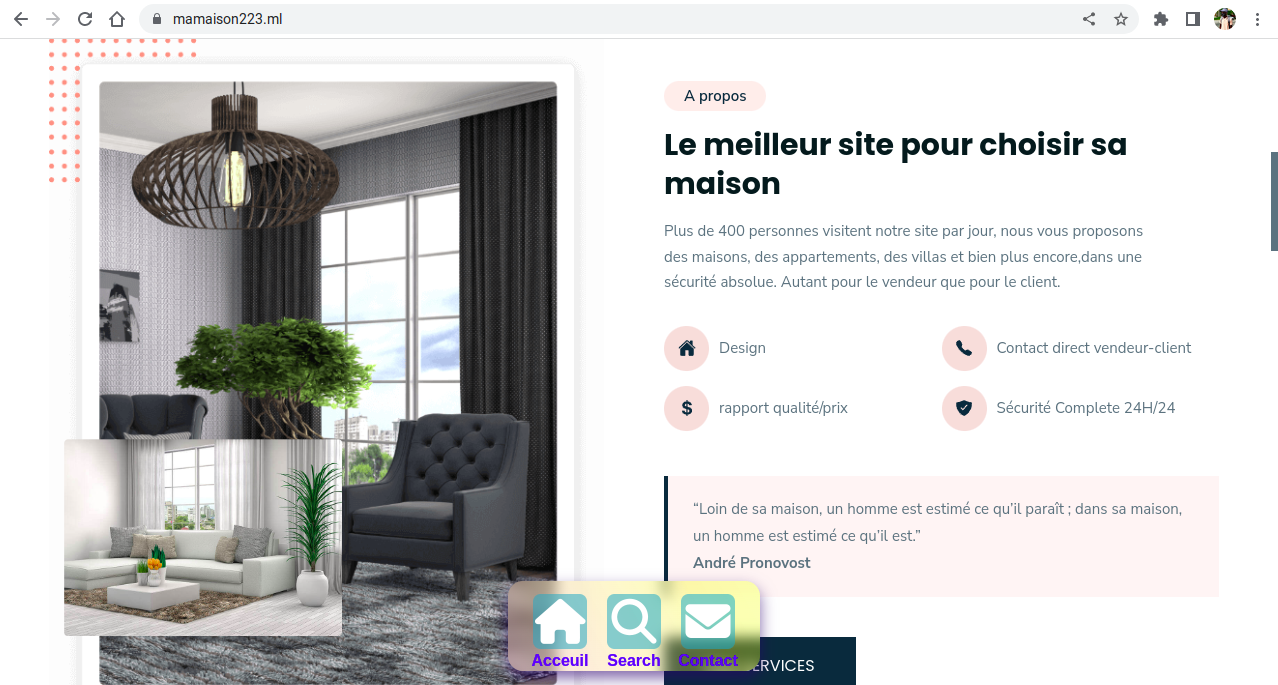 mamaison223.ml
A propos
Le meilleur site pour choisir sa
maison
Plus de 400 personnes visitent notre site par jour, nous vous proposons
des maisons, des appartements, des villas et bien plus encore,dans une
sécurité absolue. Autant pour le vendeur que pour le client.
Design
Contact direct vendeur-client
rapport qualité/prix
Sécurité Complete 24H/24
“Loin de sa maison, un homme est estimé ce qu’il paraît ; dans sa maison,
un homme est estimé ce qu’il est.”
André Pronovost
Acceuil
Search
Contact